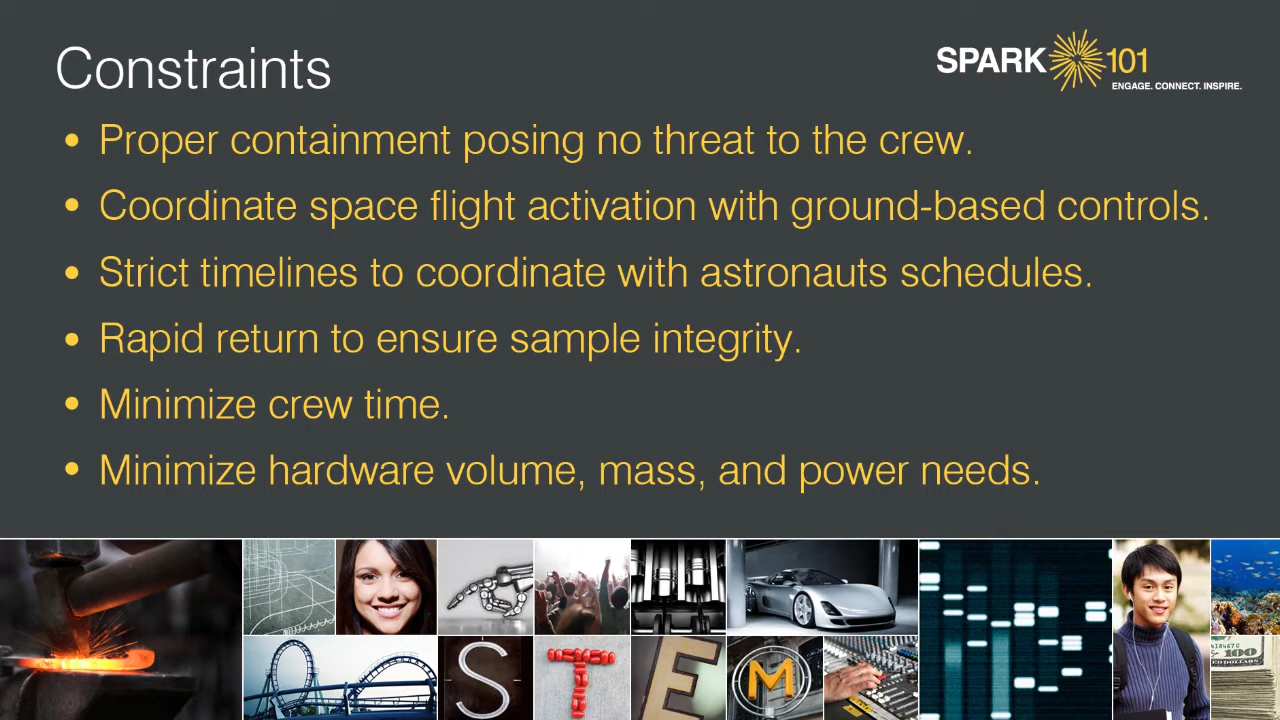 Constraints
SPARK 101
ENGAGE. CONNECT. INSPIRE.
• Proper containment posing no threat to the crew.
• Coordinate space flight activation with ground-based controls.
• Strict timelines to coordinate with astronauts schedules.
• Rapid return to ensure sample integrity.
• Minimize crew time.
• Minimize hardware volume, mass, and power needs.
S T E M
100